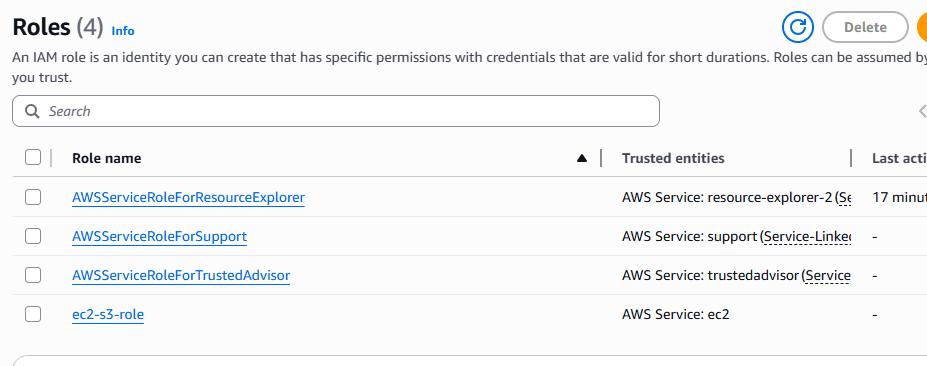 Roles (4) Info
Delete
An IAM role is an identity you can create that has specific permissions with credentials that are valid for short durations. Roles can be assumed by
you trust.
Search
Role name Trusted entities Last acti
AWSServiceRoleForResourceExplorer AWS Service: resource-explorer-2 (Se 17 minut
AWSServiceRoleForSupport AWS Service: support (Service-Linked -
AWSServiceRoleForTrustedAdvisor AWS Service: trustedadvisor (Service -
ec2-s3-role AWS Service: ec2 -